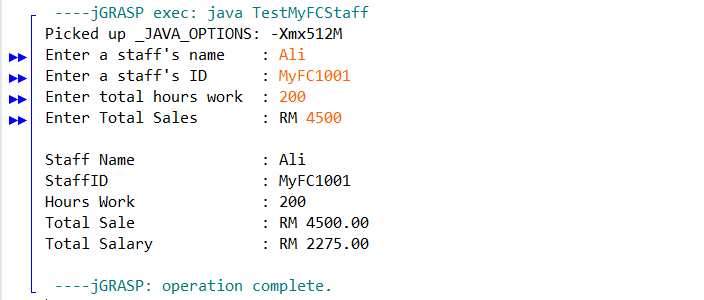 ----jGRASP exec: java TestMyFCStaff
Picked up _JAVA_OPTIONS: -Xmx512M
Enter a staff's name    : Ali
Enter a staff's ID      : MyFC1001
Enter total hours work  : 200
Enter Total Sales       : RM 4500
Staff Name              : Ali
StaffID                 : MyFC1001
Hours Work              : 200
Total Sale              : RM 4500.00
Total Salary            : RM 2275.00
----jGRASP: operation complete.